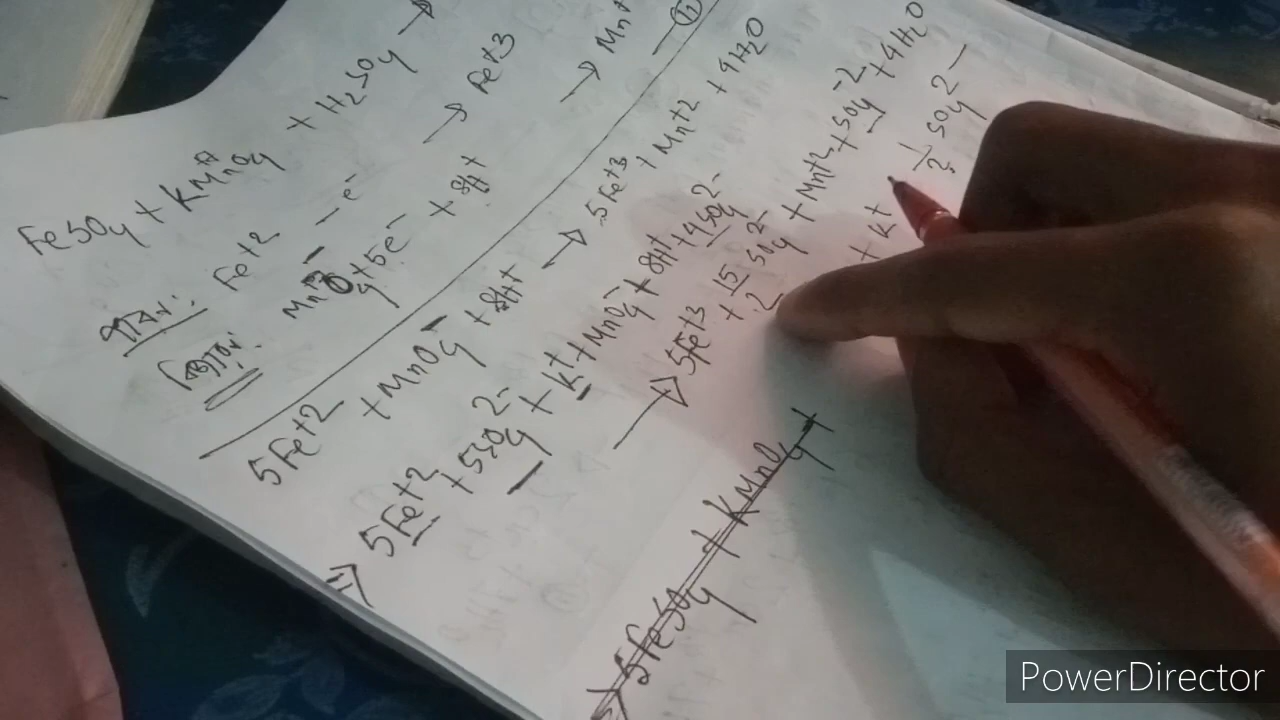 FeSO4 + KMnO4 + H2SO4 →
জারণ: Fe+2 - e- → Fe+3
বিজারণ: MnO4- + 5e- + 8H+ → Mn+
5Fe+2 + MnO4- + 8H+ → 5Fe+3 + Mn+2 + 4H2O
⇒ 5Fe+2 + 5SO4 2- + K+ + MnO4- + 8H+ + 4SO4 2-
→ 5Fe+3 + 15/2 SO4 2- + Mn+2 + SO4 -2 + 4H2O
+ K+ 1/2 SO4 2-
5FeSO4 + KMnO4 +
PowerDirector